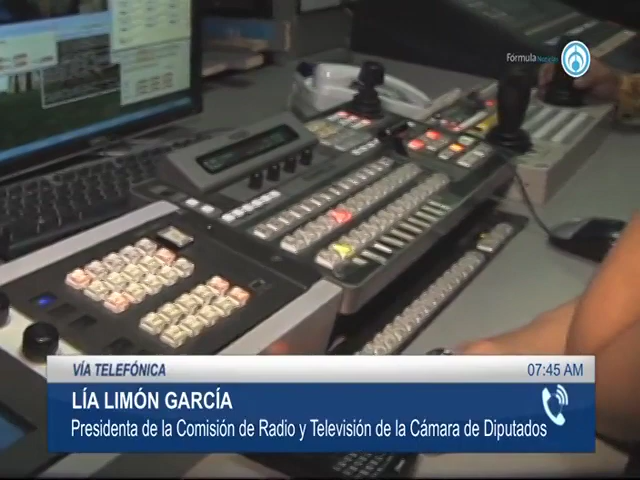 Fórmula Noticias
VÍA TELEFÓNICA
07:45 AM
LÍA LIMÓN GARCÍA
Presidenta de la Comisión de Radio y Televisión de la Cámara de Diputados